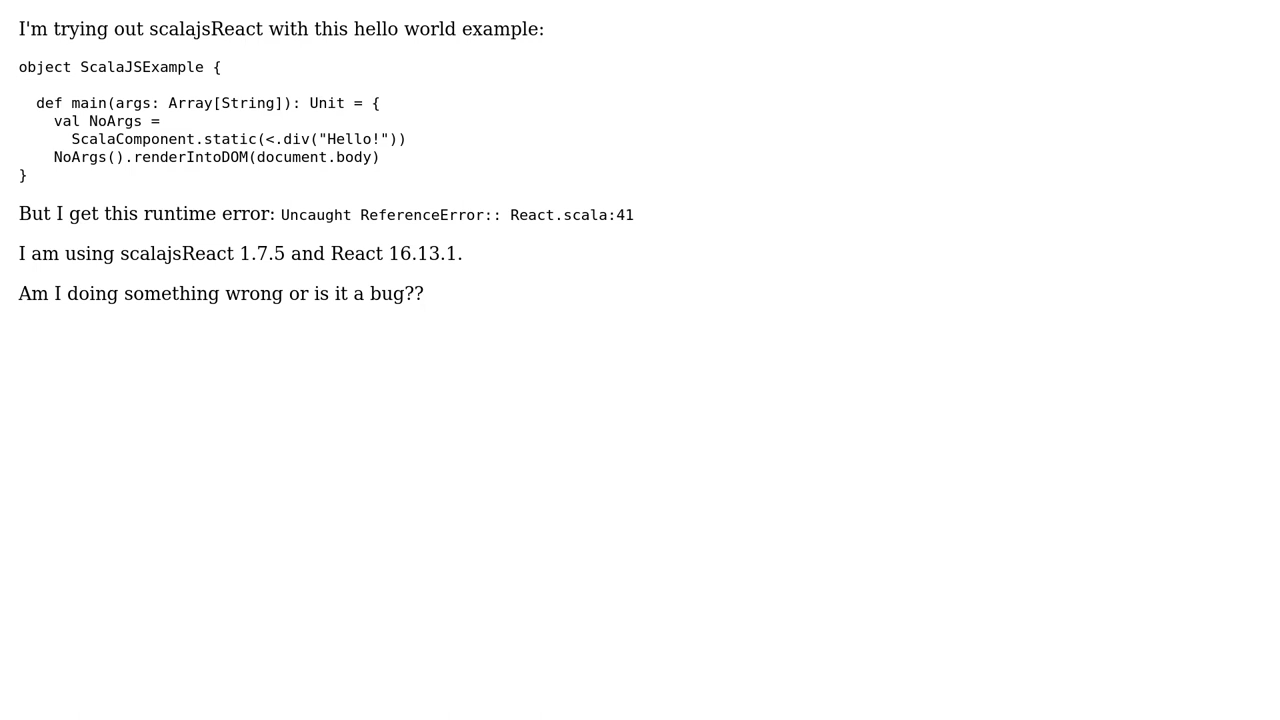 I'm trying out scalajsReact with this hello world example:
object ScalaJSExample {
  def main(args: Array[String]): Unit = {
    val NoArgs =
      ScalaComponent.static(<.div("Hello!"))
    NoArgs().renderIntoDOM(document.body)
}
But I get this runtime error: Uncaught ReferenceError:: React.scala:41
I am using scalajsReact 1.7.5 and React 16.13.1.
Am I doing something wrong or is it a bug??